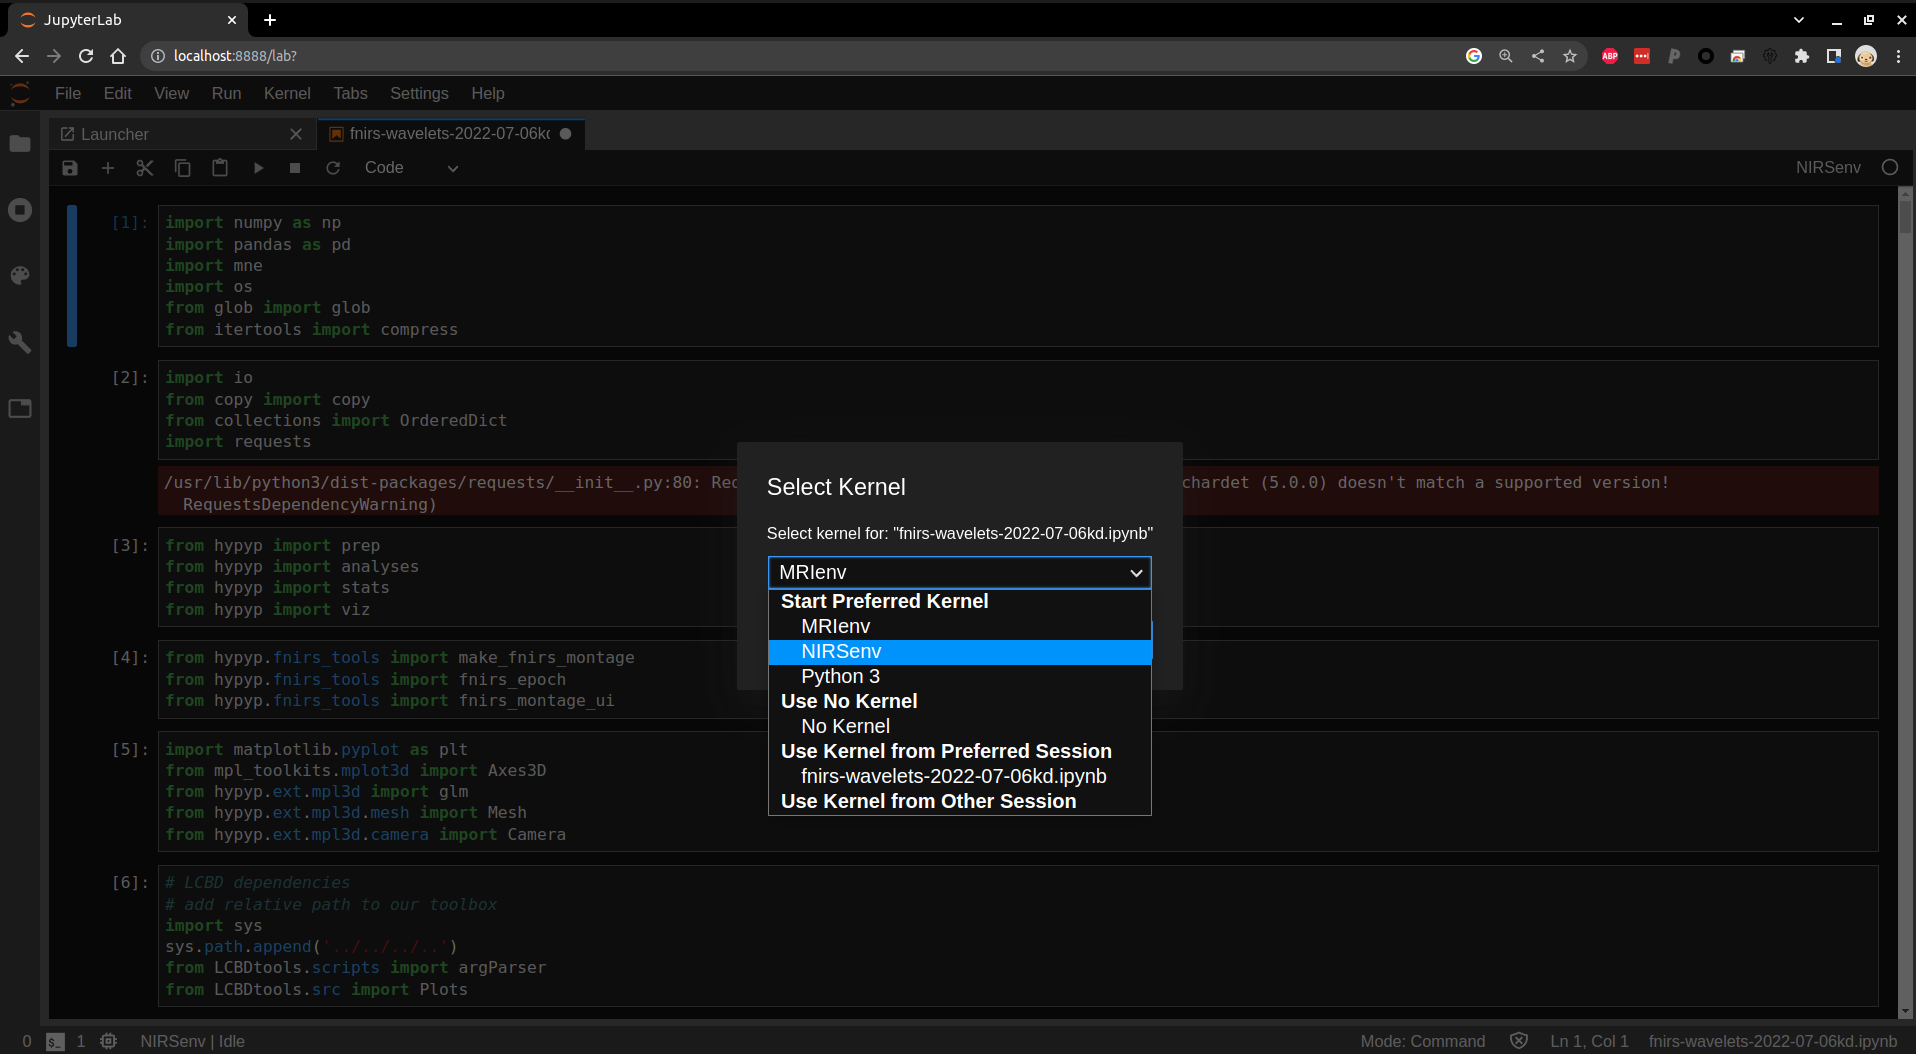 JupyterLab
localhost:8888/lab?
ABP
File Edit View Run Kernel Tabs Settings Help
Launcher
fnirs-wavelets-2022-07-06kd
Code
NIRSenv
[1]:
import numpy as np
import pandas as pd
import mne
import os
from glob import glob
from itertools import compress
[2]:
import io
from copy import copy
from collections import OrderedDict
import requests
/usr/lib/python3/dist-packages/requests/__init__.py:80: Rec
chardet (5.0.0) doesn't match a supported version!
RequestsDependencyWarning)
[3]:
from hypyp import prep
from hypyp import analyses
from hypyp import stats
from hypyp import viz
[4]:
from hypyp.fnirs_tools import make_fnirs_montage
from hypyp.fnirs_tools import fnirs_epoch
from hypyp.fnirs_tools import fnirs_montage_ui
[5]:
import matplotlib.pyplot as plt
from mpl_toolkits.mplot3d import Axes3D
from hypyp.ext.mpl3d import glm
from hypyp.ext.mpl3d.mesh import Mesh
from hypyp.ext.mpl3d.camera import Camera
[6]:
# LCBD dependencies
# add relative path to our toolbox
import sys
sys.path.append('../../../..')
from LCBDtools.scripts import argParser
from LCBDtools.src import Plots
Select Kernel
Select kernel for: "fnirs-wavelets-2022-07-06kd.ipynb"
MRIenv
Start Preferred Kernel
MRIenv
NIRSenv
Python 3
Use No Kernel
No Kernel
Use Kernel from Preferred Session
fnirs-wavelets-2022-07-06kd.ipynb
Use Kernel from Other Session
0 $_ 1 NIRSenv | Idle
Mode: Command Ln 1, Col 1 fnirs-wavelets-2022-07-06kd.ipynb